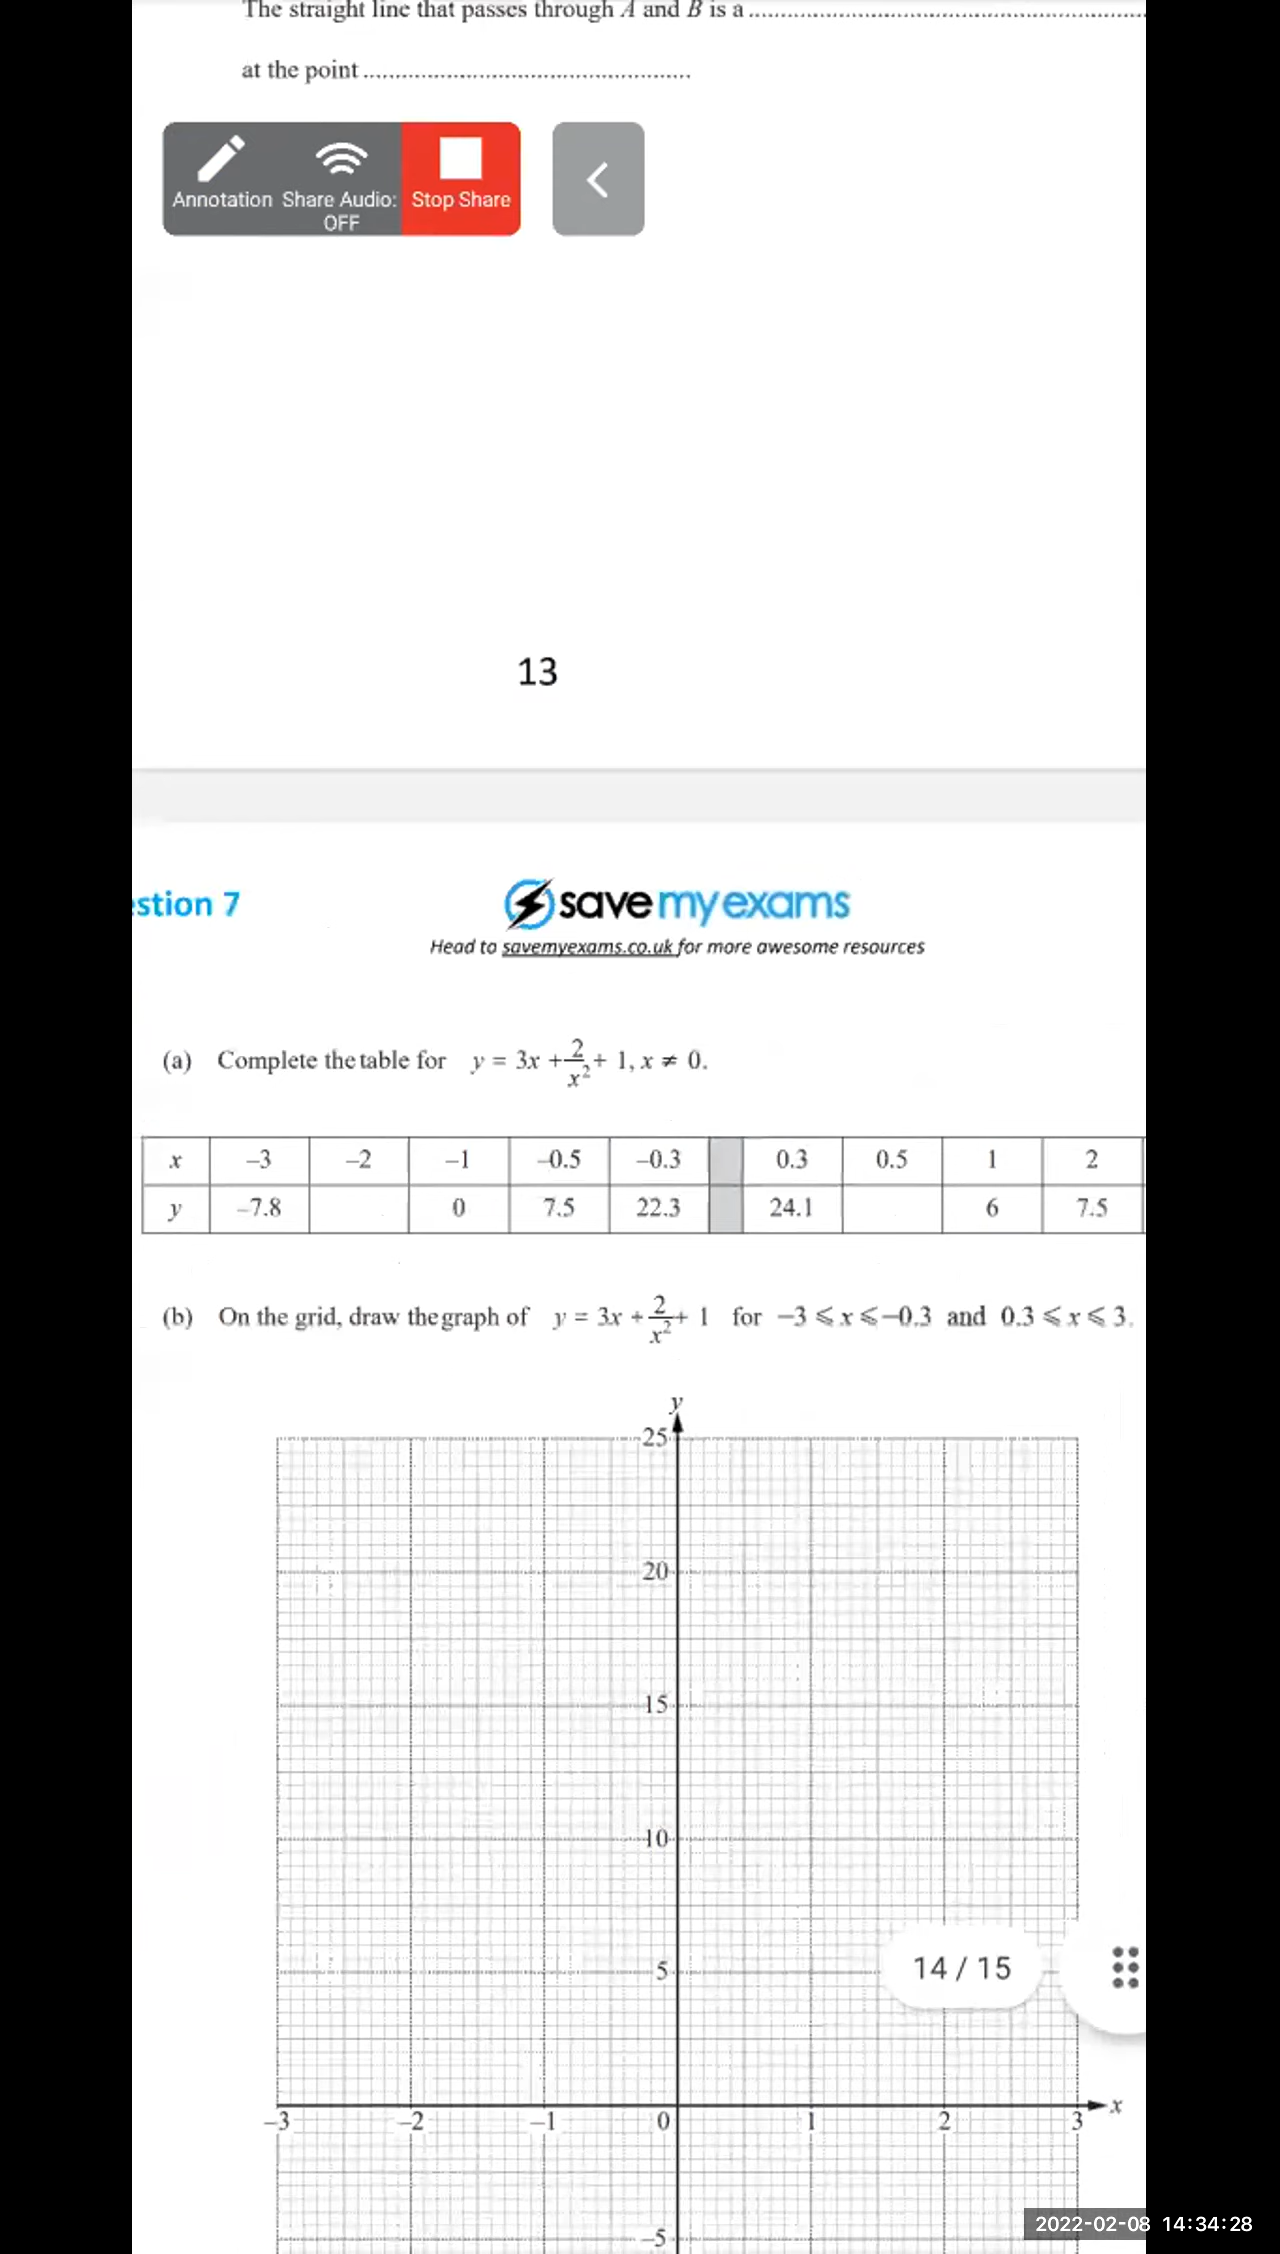 The straight line that passes through A and B is a ........................................................
at the point ..................................................
Annotation Share Audio: OFF Stop Share
13
stion 7
save my exams
Head to savemyexams.co.uk for more awesome resources
(a) Complete the table for y = 3x + 2/x² + 1, x ≠ 0.
x –3 –2 –1 –0.5 –0.3 0.3 0.5 1 2
y –7.8 0 7.5 22.3 24.1 6 7.5
(b) On the grid, draw the graph of y = 3x + 2/x² + 1 for –3 ⩽ x ⩽ –0.3 and 0.3 ⩽ x ⩽ 3.
y
25
20
15
10
14 / 15
5
x
–3 –2 –1 0 1 2 3
–5
2022-02-08 14:34:28